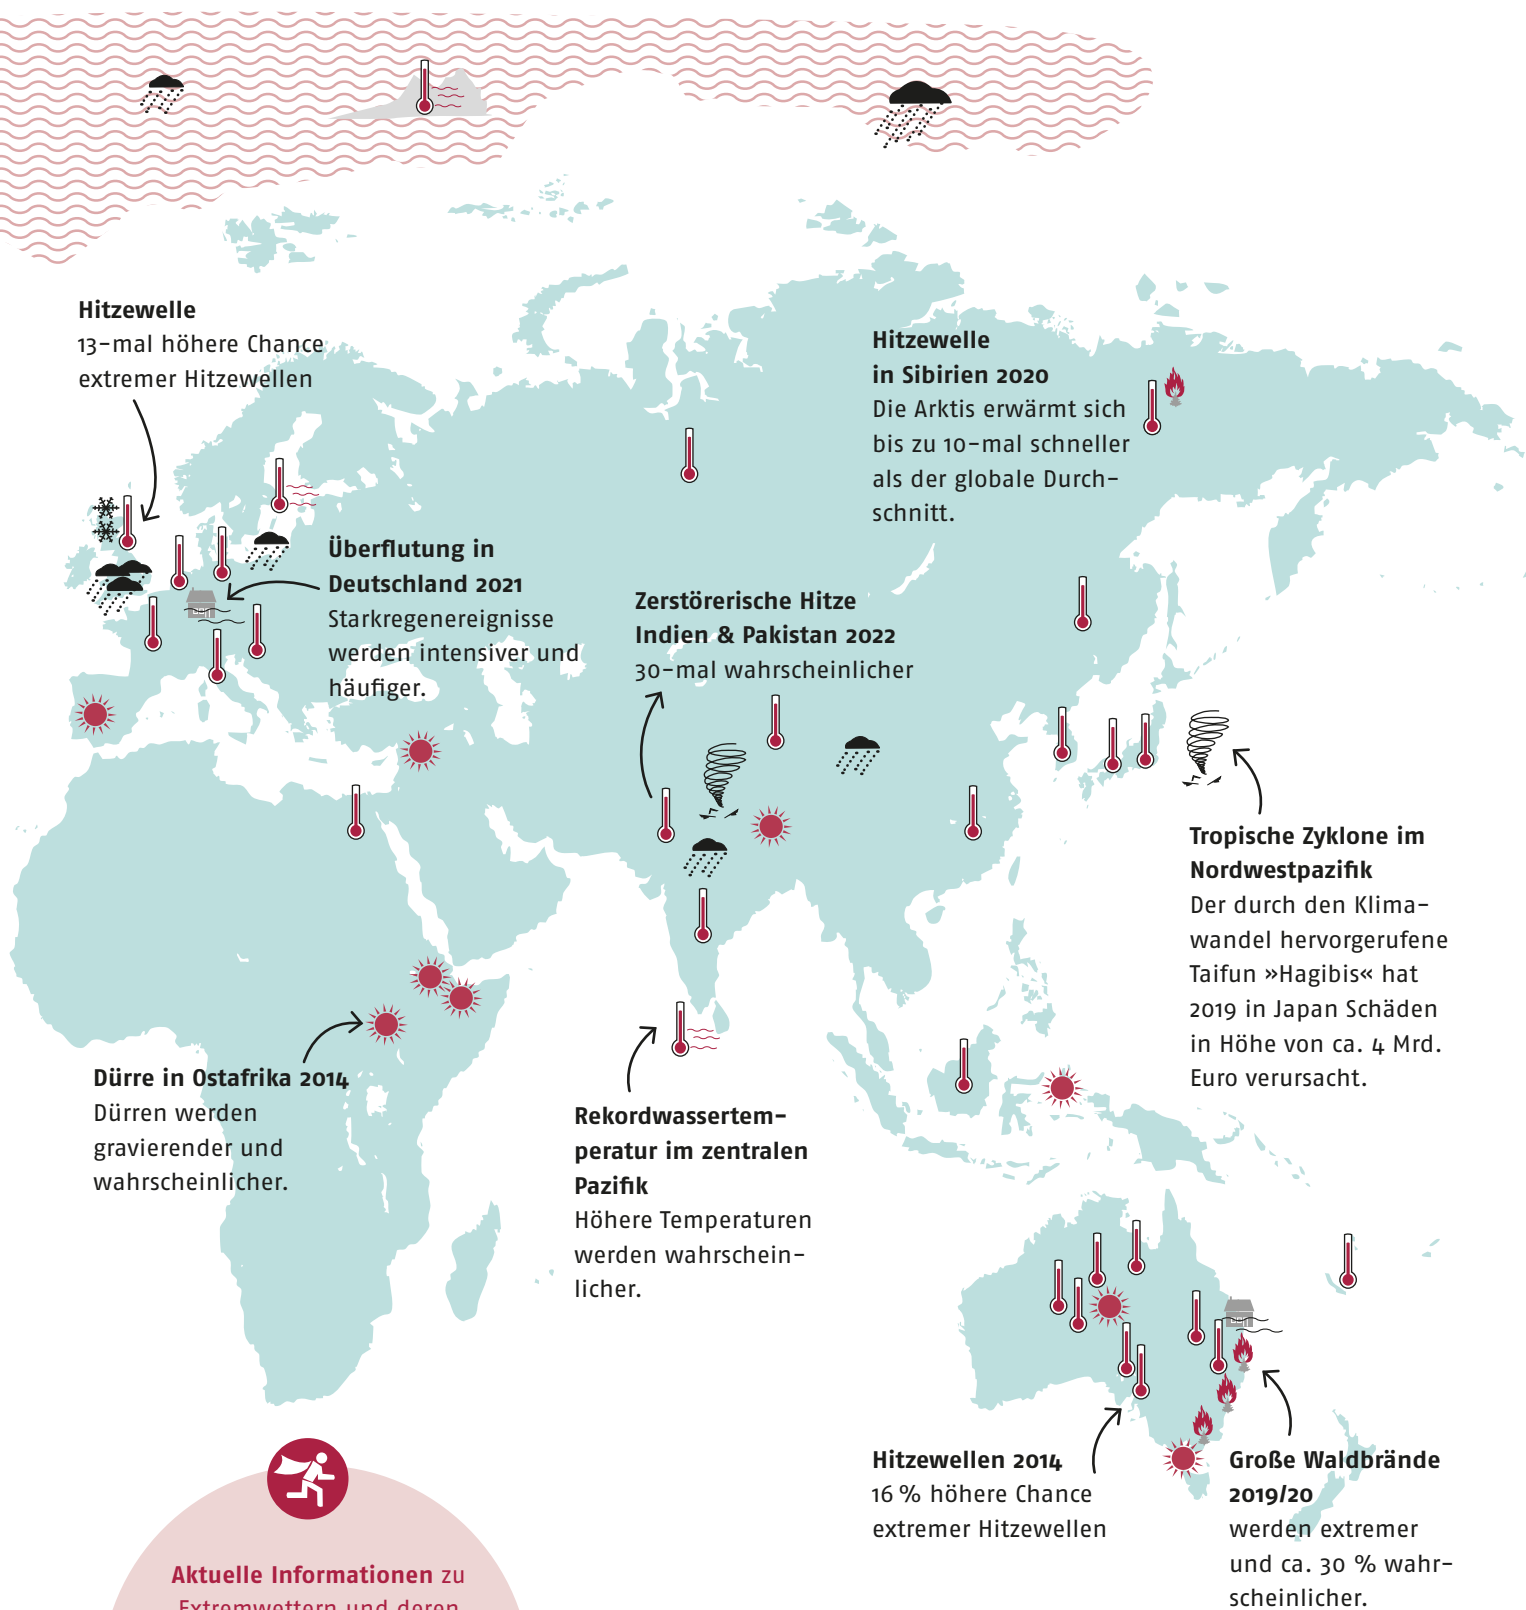 Hitzewelle
13-mal höhere Chance
extremer Hitzewellen
Hitzewelle
in Sibirien 2020
Die Arktis erwärmt sich
bis zu 10-mal schneller
als der globale Durch-
schnitt.
Überflutung in
Deutschland 2021
Starkregenereignisse
werden intensiver und
häufiger.
Zerstörerische Hitze
Indien & Pakistan 2022
30-mal wahrscheinlicher
Tropische Zyklone im
Nordwestpazifik
Der durch den Klima-
wandel hervorgerufene
Taifun »Hagibis« hat
2019 in Japan Schäden
in Höhe von ca. 4 Mrd.
Euro verursacht.
Dürre in Ostafrika 2014
Dürren werden
gravierender und
wahrscheinlicher.
Rekordwassertem-
peratur im zentralen
Pazifik
Höhere Temperaturen
werden wahrschein-
licher.
Hitzewellen 2014
16 % höhere Chance
extremer Hitzewellen
Große Waldbrände
2019/20
werden extremer
und ca. 30 % wahr-
scheinlicher.
Aktuelle Informationen zu
Extremwettern und deren